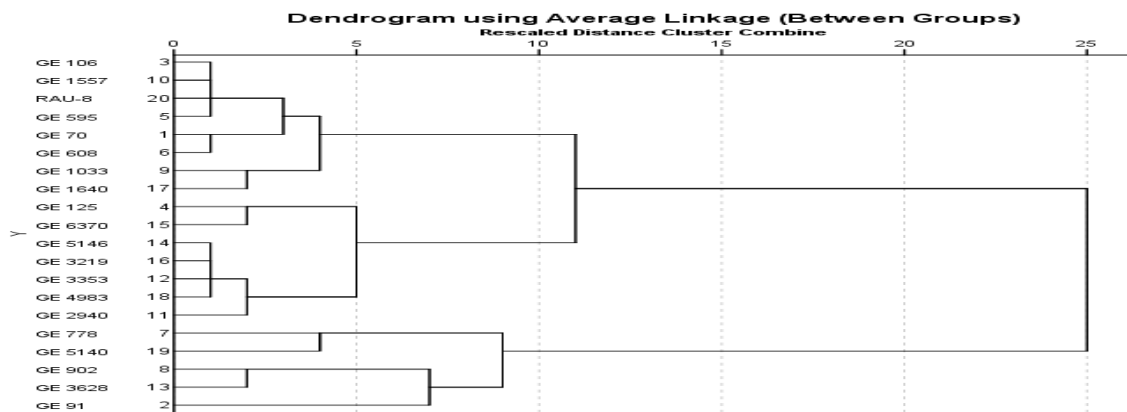 Dendrogram using Average Linkage (Between Groups)
Rescaled Distance Cluster Combine
0 5 10 15 20 25
GE 106 3
GE 1557 10
RAU-8 20
GE 595 5
GE 70 1
GE 608 6
GE 1033 9
GE 1640 17
GE 125 4
GE 6370 15
Y
GE 5146 14
GE 3219 16
GE 3353 12
GE 4983 18
GE 2940 11
GE 778 7
GE 5140 19
GE 902 8
GE 3628 13
GE 91 2